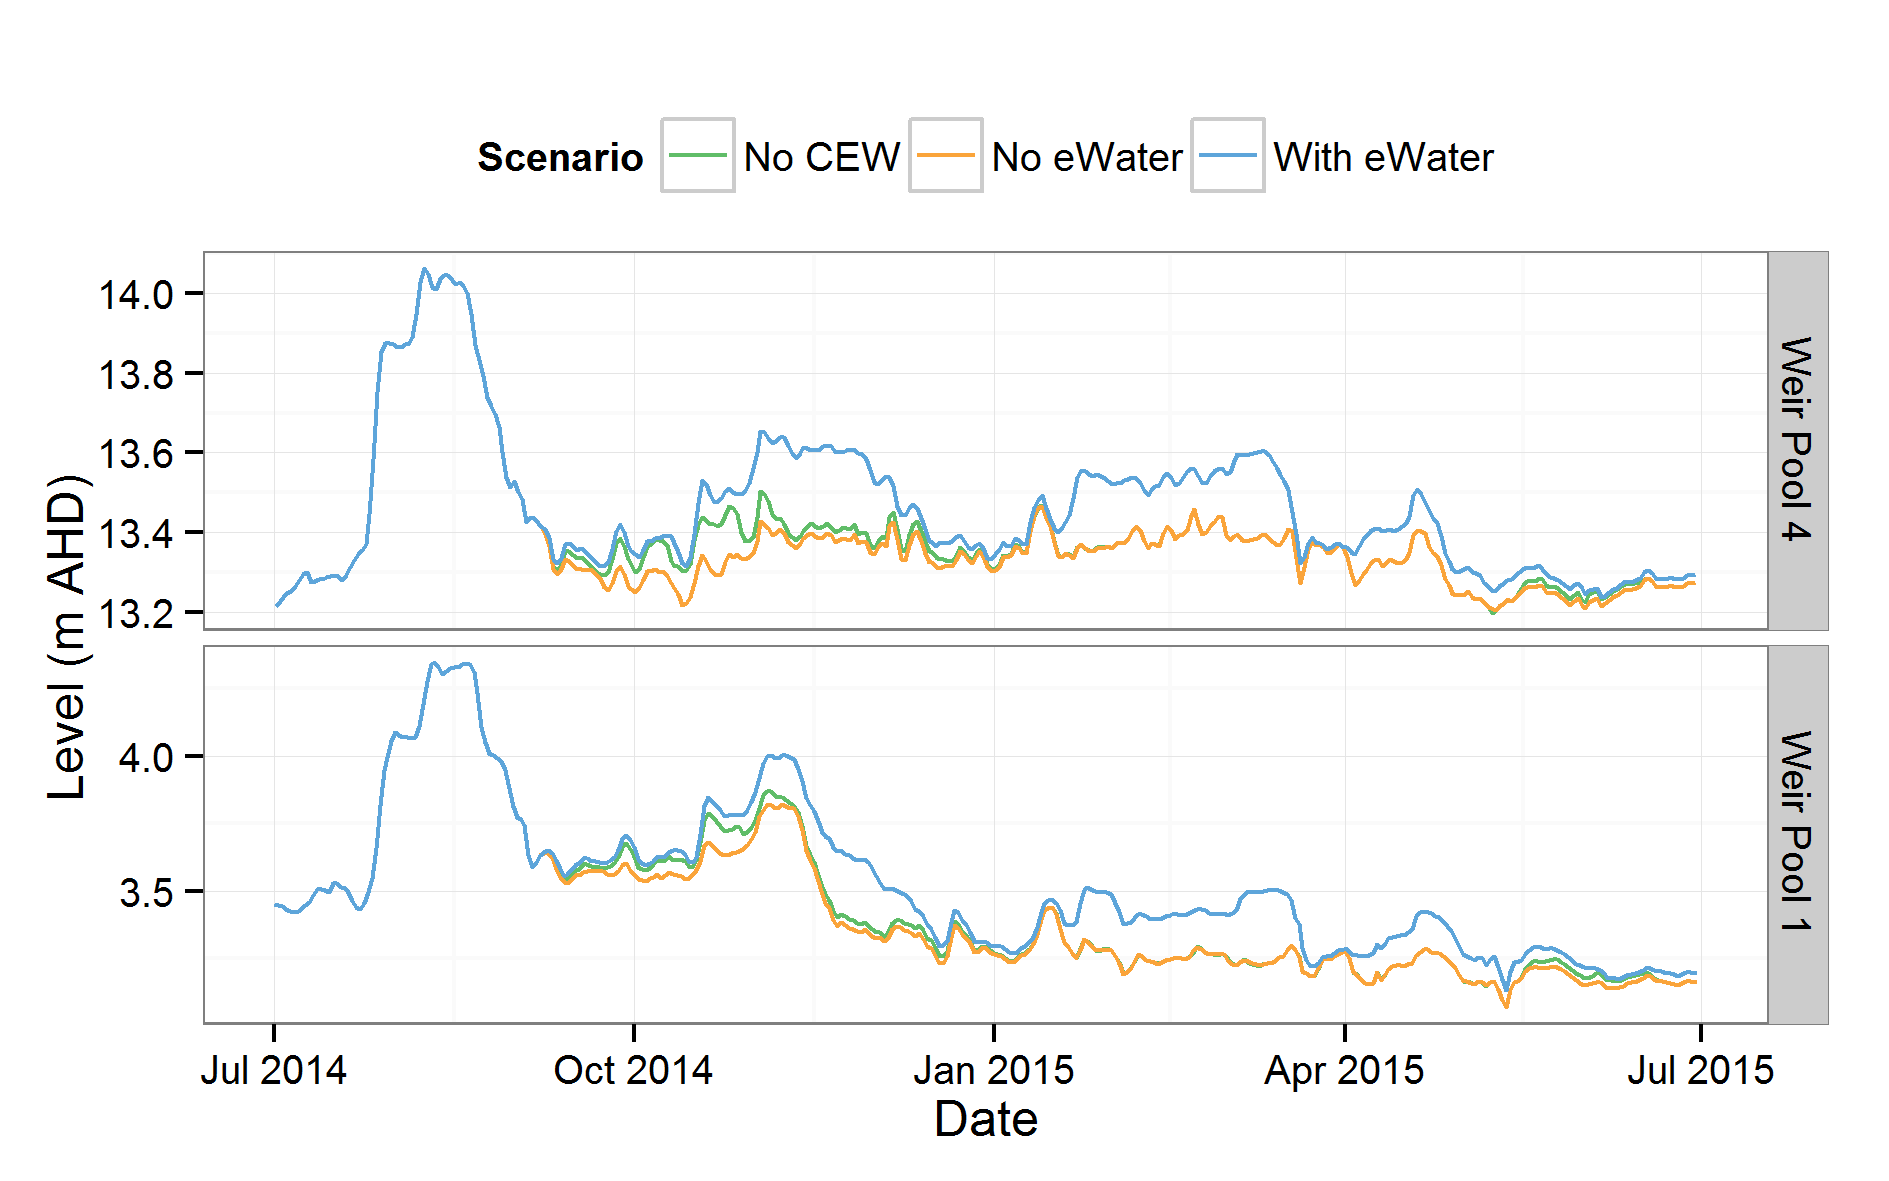 Scenario No CEW No eWater With eWater
Level (m AHD)
14.0
13.8
13.6
13.4
13.2
Weir Pool 4
4.0
3.5
Weir Pool 1
Jul 2014 Oct 2014 Jan 2015 Apr 2015 Jul 2015
Date